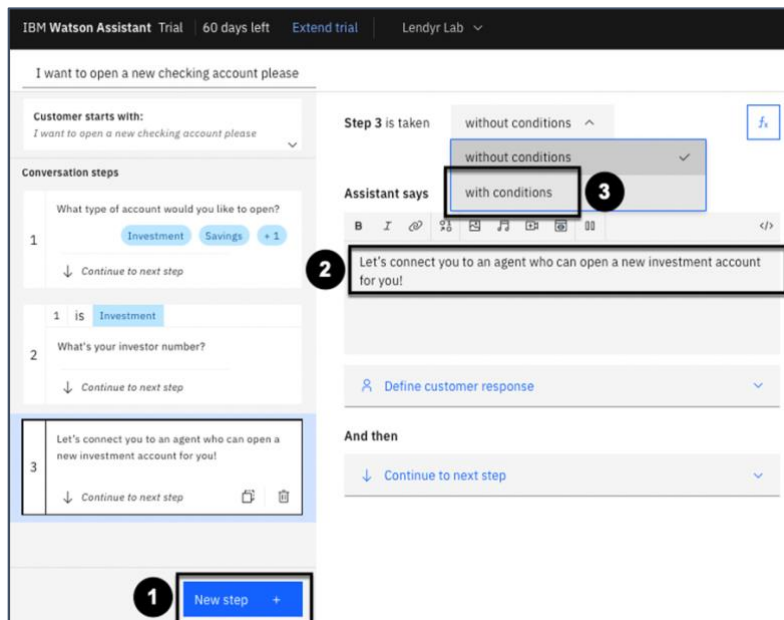 IBM Watson Assistant Trial 60 days left Extend trial Lendyr Lab
I want to open a new checking account please
Customer starts with:
I want to open a new checking account please
Conversation steps
1
What type of account would you like to open?
Investment Savings + 1
Continue to next step
2
1 is Investment
What's your investor number?
Continue to next step
3
Let's connect you to an agent who can open a
new investment account for you!
Continue to next step
1
New step +
Step 3 is taken without conditions
fx
without conditions
with conditions
3
Assistant says
B I </>
2
Let's connect you to an agent who can open a new investment account
for you!
Define customer response
And then
Continue to next step